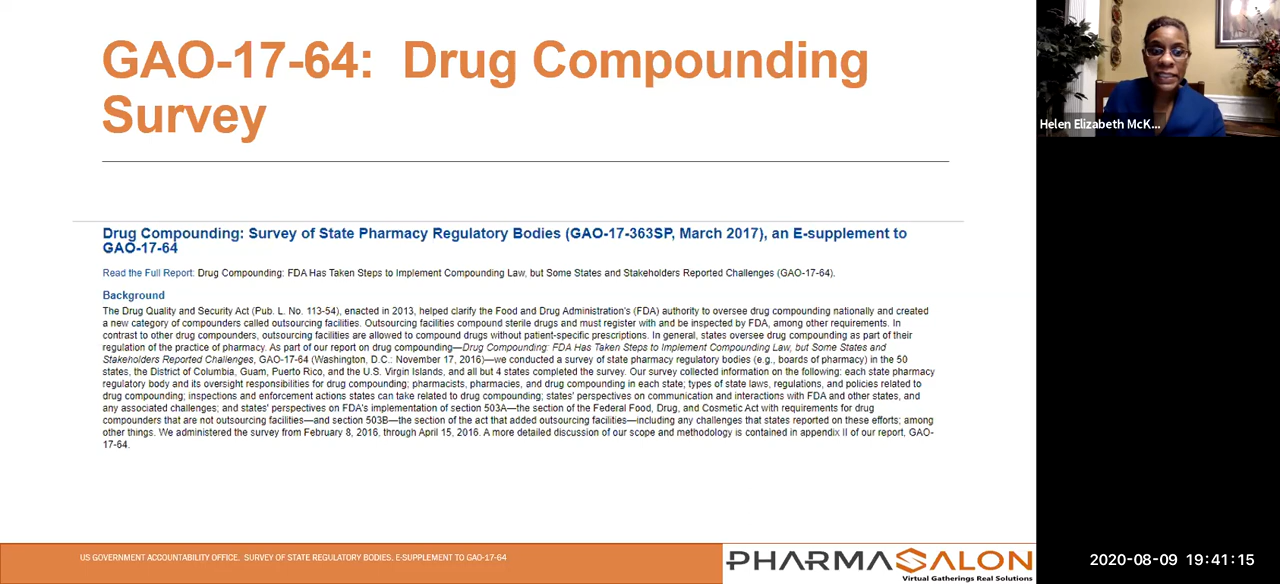 GAO-17-64: Drug Compounding
Survey
Drug Compounding: Survey of State Pharmacy Regulatory Bodies (GAO-17-363SP, March 2017), an E-supplement to
GAO-17-64
Read the Full Report: Drug Compounding: FDA Has Taken Steps to Implement Compounding Law, but Some States and Stakeholders Reported Challenges (GAO-17-64).
Background
The Drug Quality and Security Act (Pub. L. No. 113-54), enacted in 2013, helped clarify the Food and Drug Administration's (FDA) authority to oversee drug compounding nationally and created
a new category of compounders called outsourcing facilities. Outsourcing facilities compound sterile drugs and must register with and be inspected by FDA, among other requirements. In
contrast to other drug compounders, outsourcing facilities are allowed to compound drugs without patient-specific prescriptions. In general, states oversee drug compounding as part of their
regulation of the practice of pharmacy. As part of our report on drug compounding—Drug Compounding: FDA Has Taken Steps to Implement Compounding Law, but Some States and
Stakeholders Reported Challenges, GAO-17-64 (Washington, D.C.: November 17, 2016)—we conducted a survey of state pharmacy regulatory bodies (e.g., boards of pharmacy) in the 50
states, the District of Columbia, Guam, Puerto Rico, and the U.S. Virgin Islands, and all but 4 states completed the survey. Our survey collected information on the following: each state pharmacy
regulatory body and its oversight responsibilities for drug compounding; pharmacists, pharmacies, and drug compounding in each state; types of state laws, regulations, and policies related to
drug compounding; inspections and enforcement actions states can take related to drug compounding; states' perspectives on communication and interactions with FDA and other states, and
any associated challenges; and states' perspectives on FDA's implementation of section 503A—the section of the Federal Food, Drug, and Cosmetic Act with requirements for drug
compounders that are not outsourcing facilities—and section 503B—the section of the act that added outsourcing facilities—including any challenges that states reported on these efforts; among
other things. We administered the survey from February 8, 2016, through April 15, 2016. A more detailed discussion of our scope and methodology is contained in appendix II of our report, GAO-
17-64.
US GOVERNMENT ACCOUNTABILITY OFFICE. SURVEY OF STATE REGULATORY BODIES. E-SUPPLEMENT TO GAO-17-64
PHARMASALON
Virtual Gatherings Real Solutions
Helen Elizabeth McK...
2020-08-09 19:41:15